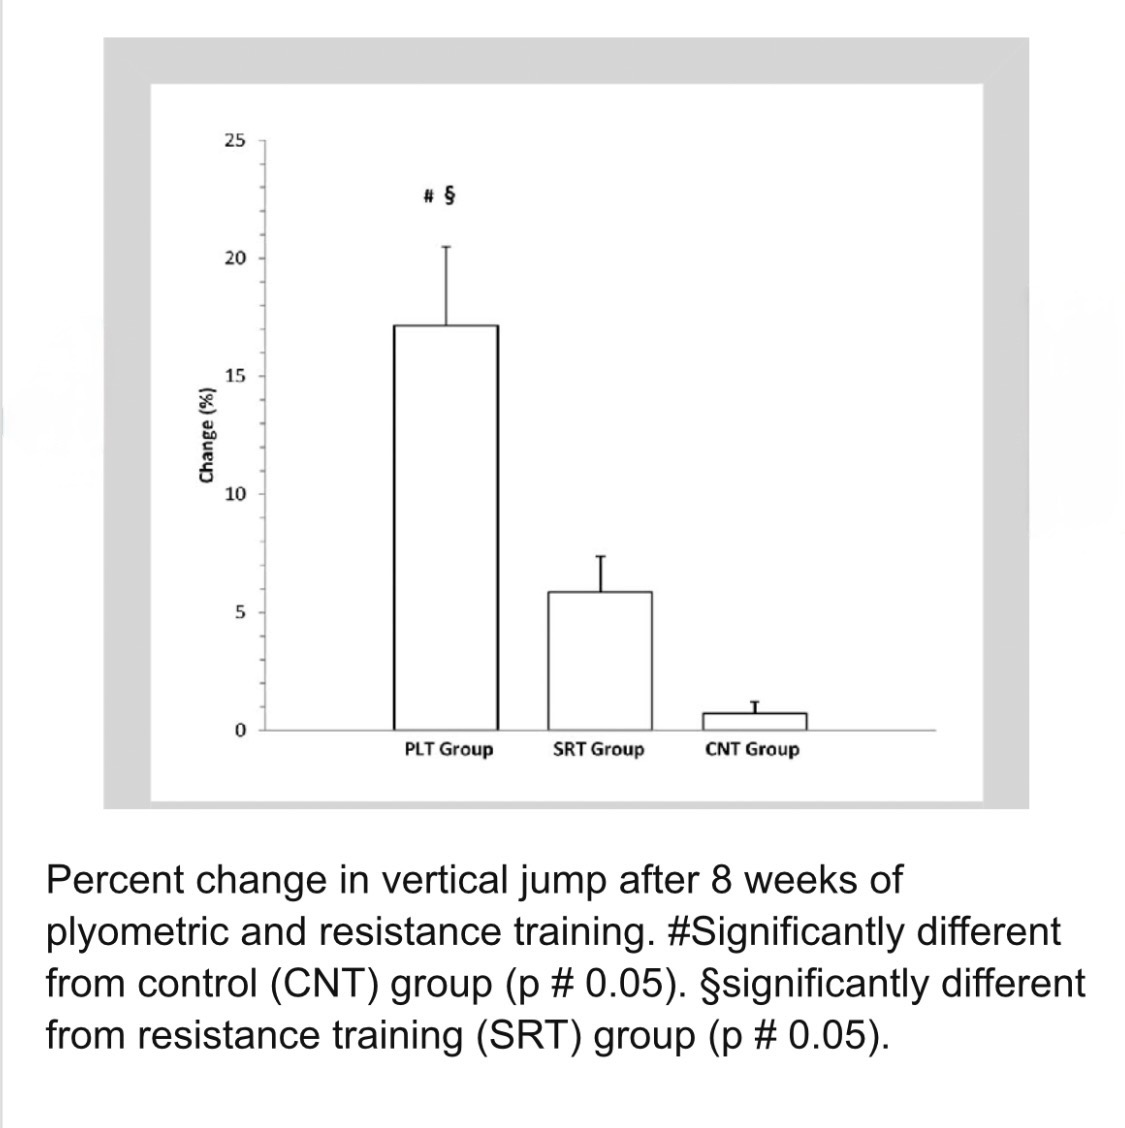 25
# §
20
15
Change (%)
10
5
0
PLT Group SRT Group CNT Group
Percent change in vertical jump after 8 weeks of
plyometric and resistance training. #Significantly different
from control (CNT) group (p # 0.05). §significantly different
from resistance training (SRT) group (p # 0.05).